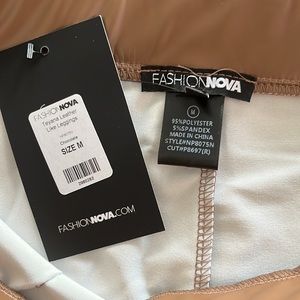 FASHIONNOVA
Teyana Leather
Like Leggings
Chocolate
SIZE M
FASHIONNOVA.COM
FASHIONNOVA
M
95%POLYESTER
5%SPANDEX
MADE IN CHINA
STYLE#NP8075N
CUT#P8697(R)